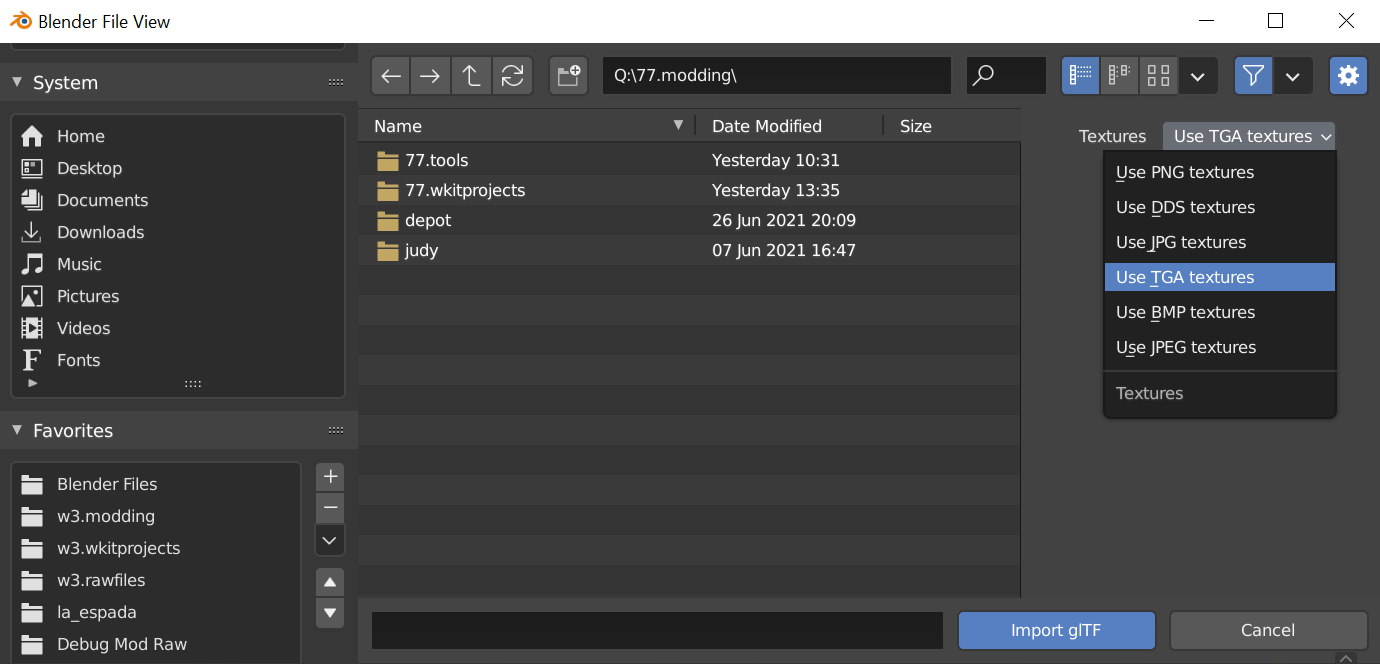 Blender File View
System
Home
Desktop
Documents
Downloads
Music
Pictures
Videos
Fonts
Favorites
Blender Files
w3.modding
w3.wkitprojects
w3.rawfiles
la_espada
Debug Mod Raw
Q:\77.modding\
Name Date Modified Size
77.tools Yesterday 10:31
77.wkitprojects Yesterday 13:35
depot 26 Jun 2021 20:09
judy 07 Jun 2021 16:47
Textures Use TGA textures
Use PNG textures
Use DDS textures
Use JPG textures
Use TGA textures
Use BMP textures
Use JPEG textures
Textures
Import glTF Cancel